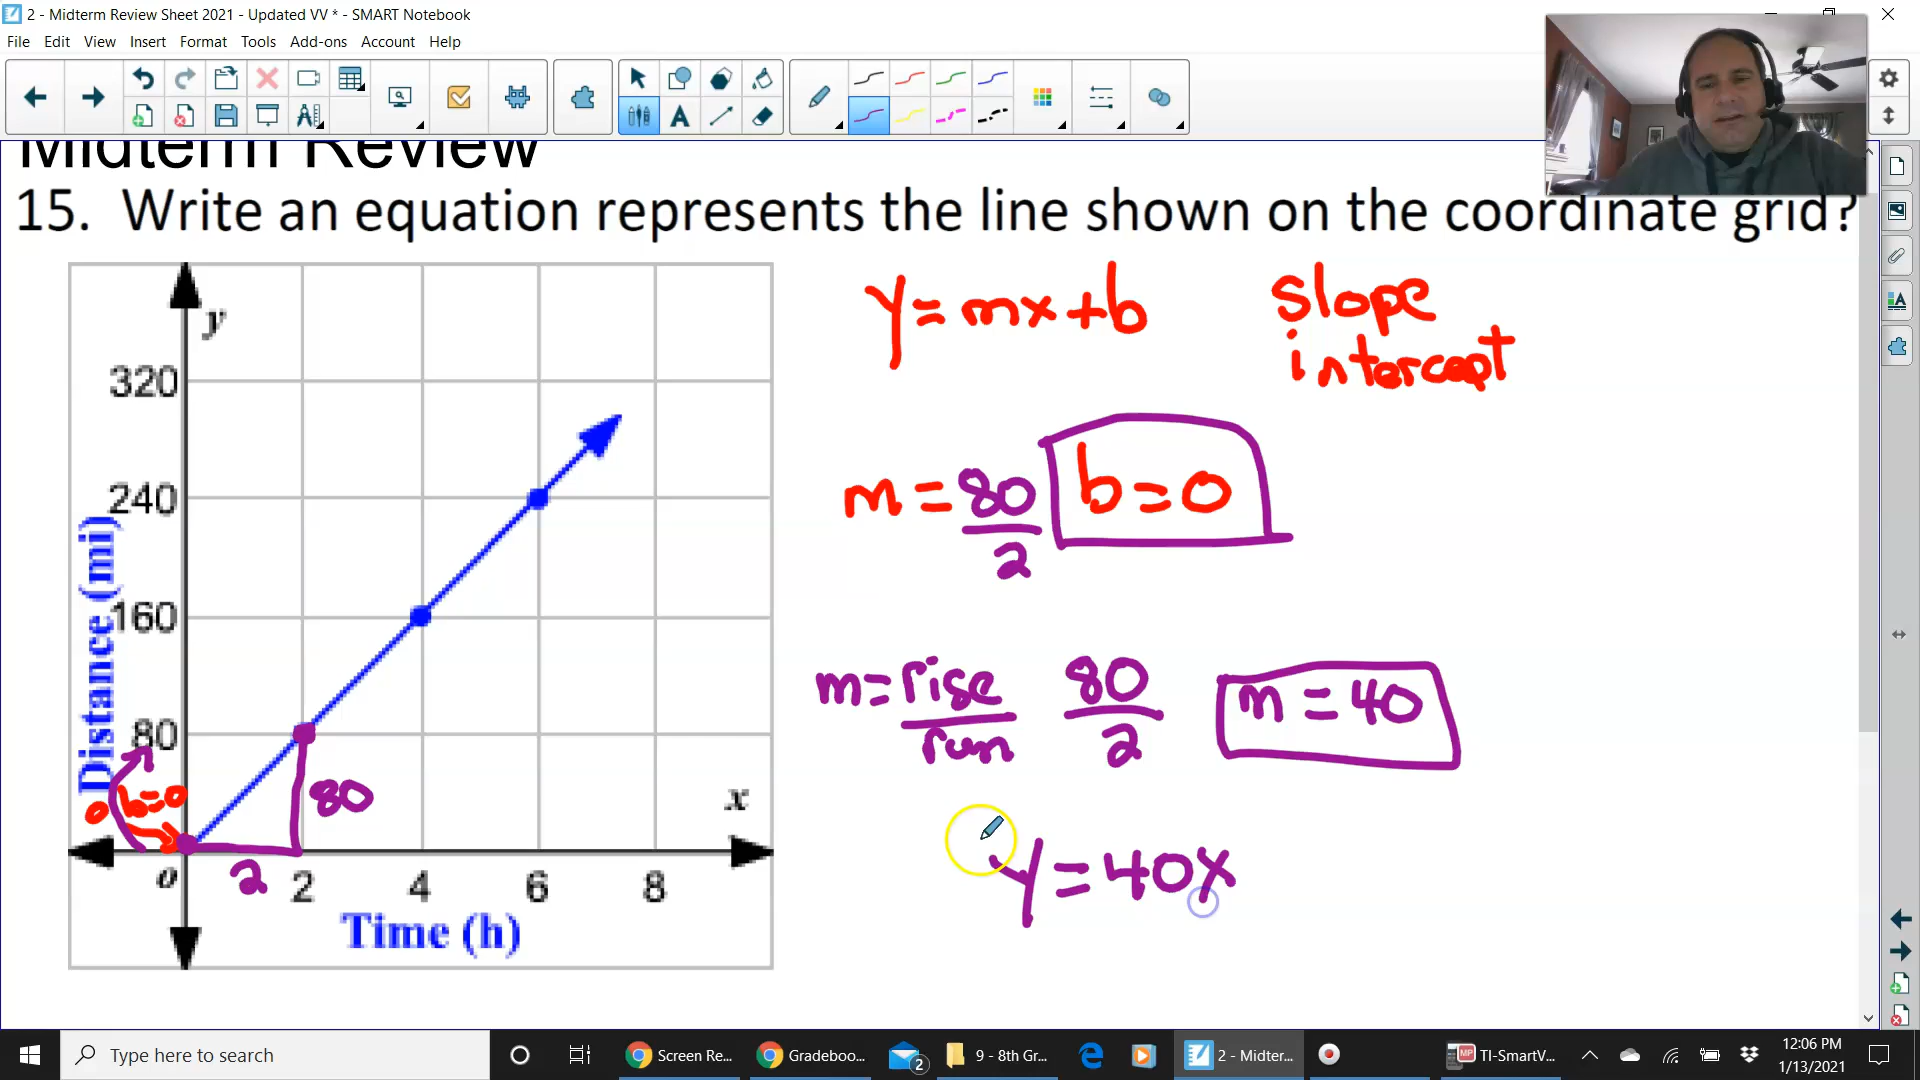 2 - Midterm Review Sheet 2021 - Updated VV * - SMART Notebook
File Edit View Insert Format Tools Add-ons Account Help
Midterm Review
15. Write an equation represents the line shown on the coordinate grid?
y
320
240
160
80
Distance (mi)
0 b=0
80
x
o
2
2 4 6 8
Time (h)
y = mx + b
slope
intercept
m = 80
2
b = 0
m = rise
run
80
2
m = 40
y = 40x
Type here to search
Screen Re...
Gradeboo...
2
9 - 8th Gr...
2 - Midter...
TI-SmartV...
12:06 PM
1/13/2021